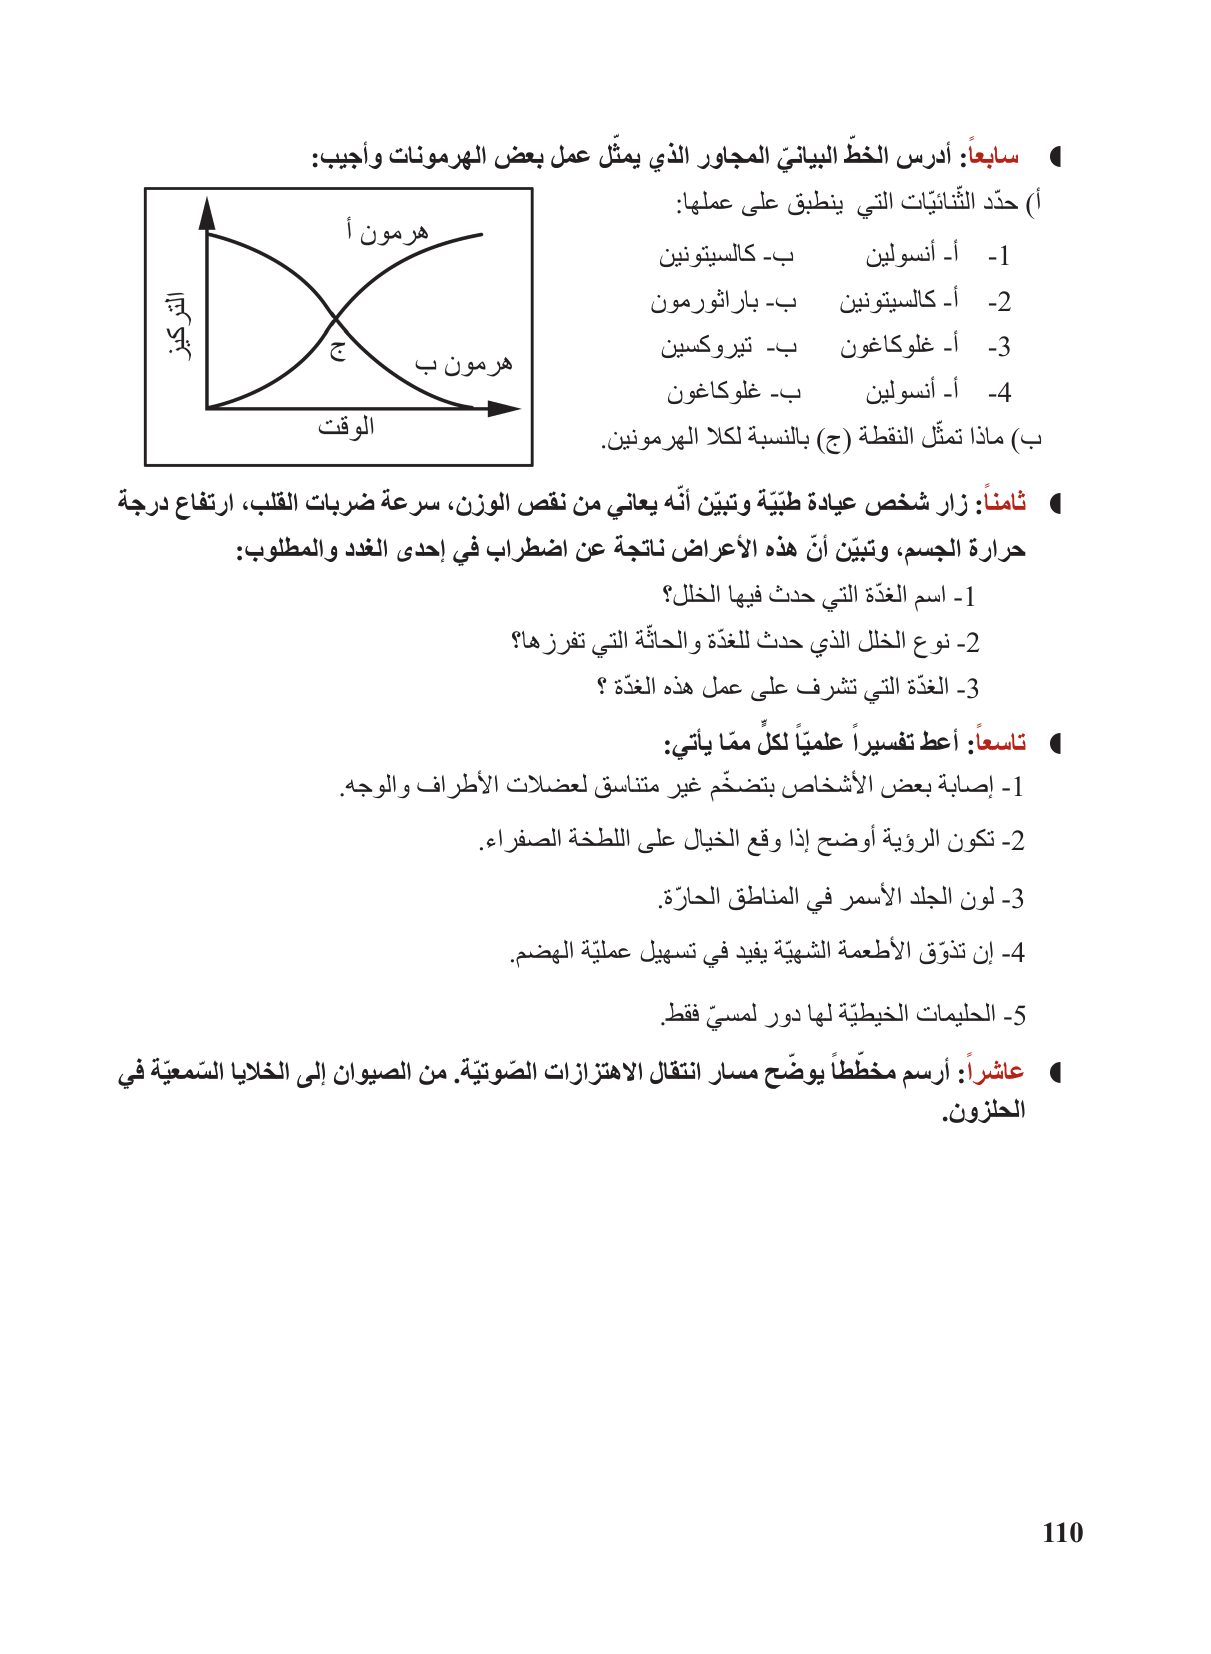 سابعاً: أدرس الخطّ البيانيّ المجاور الذي يمثّل عمل بعض الهرمونات وأجيب:
أ) حدّد الثّنائيّات التي ينطبق على عملها:
1- أ- أنسولين ب- كالسيتونين
2- أ- كالسيتونين ب- باراثورمون
3- أ- غلوكاغون ب- تيروكسين
4- أ- أنسولين ب- غلوكاغون
ب) ماذا تمثّل النقطة (ج) بالنسبة لكلا الهرمونين.
هرمون أ
التركيز
ج
هرمون ب
الوقت
ثامناً: زار شخص عيادة طبّيّة وتبيّن أنّه يعاني من نقص الوزن، سرعة ضربات القلب، ارتفاع درجة
حرارة الجسم، وتبيّن أنّ هذه الأعراض ناتجة عن اضطراب في إحدى الغدد والمطلوب:
1- اسم الغدّة التي حدث فيها الخلل؟
2- نوع الخلل الذي حدث للغدّة والحاثّة التي تفرزها؟
3- الغدّة التي تشرف على عمل هذه الغدّة ؟
تاسعاً: أعط تفسيراً علميّاً لكلٍّ ممّا يأتي:
1- إصابة بعض الأشخاص بتضخّم غير متناسق لعضلات الأطراف والوجه.
2- تكون الرؤية أوضح إذا وقع الخيال على اللطخة الصفراء.
3- لون الجلد الأسمر في المناطق الحارّة.
4- إن تذوّق الأطعمة الشهيّة يفيد في تسهيل عمليّة الهضم.
5- الحليمات الخيطيّة لها دور لمسيّ فقط.
عاشراً: أرسم مخطّطاً يوضّح مسار انتقال الاهتزازات الصّوتيّة. من الصيوان إلى الخلايا السّمعيّة في
الحلزون.
110